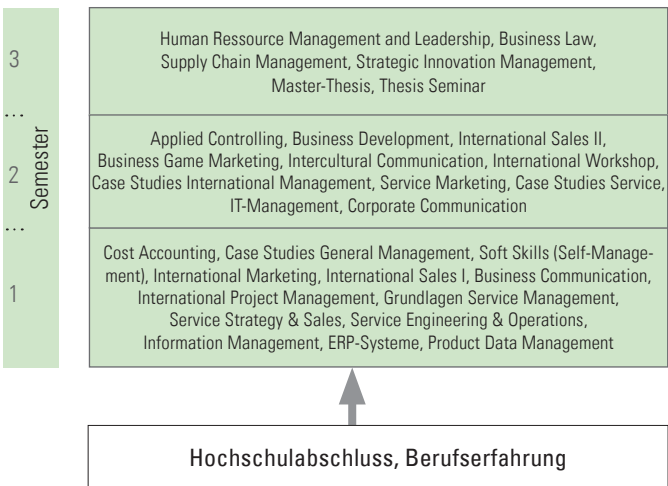 3
Human Ressource Management and Leadership, Business Law,
Supply Chain Management, Strategic Innovation Management,
Master-Thesis, Thesis Seminar
...
Semester
2
Applied Controlling, Business Development, International Sales II,
Business Game Marketing, Intercultural Communication, International Workshop,
Case Studies International Management, Service Marketing, Case Studies Service,
IT-Management, Corporate Communication
...
1
Cost Accounting, Case Studies General Management, Soft Skills (Self-Manage-
ment), International Marketing, International Sales I, Business Communication,
International Project Management, Grundlagen Service Management,
Service Strategy & Sales, Service Engineering & Operations,
Information Management, ERP-Systeme, Product Data Management
Hochschulabschluss, Berufserfahrung